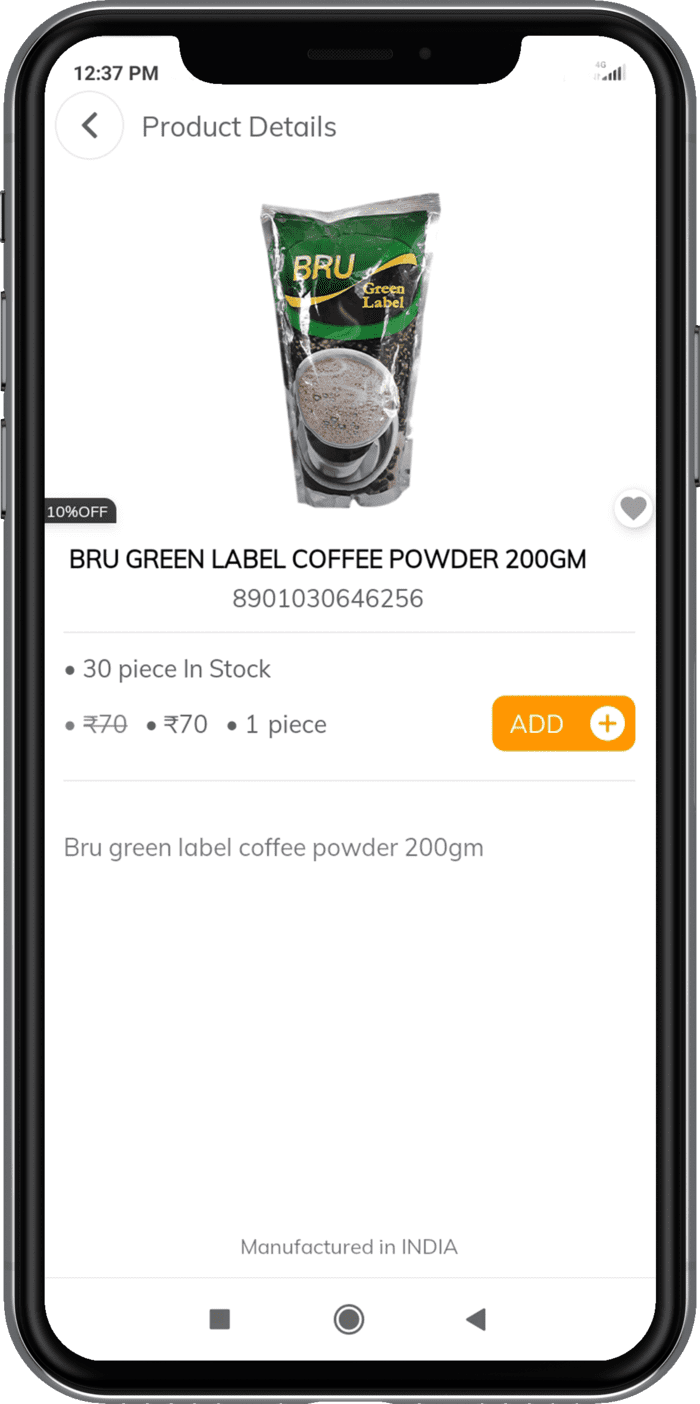 12:37 PM
4G
Product Details
BRU
Green
Label
10%OFF
BRU GREEN LABEL COFFEE POWDER 200GM
8901030646256
• 30 piece In Stock
• ₹70 • ₹70 • 1 piece
ADD
Bru green label coffee powder 200gm
Manufactured in INDIA